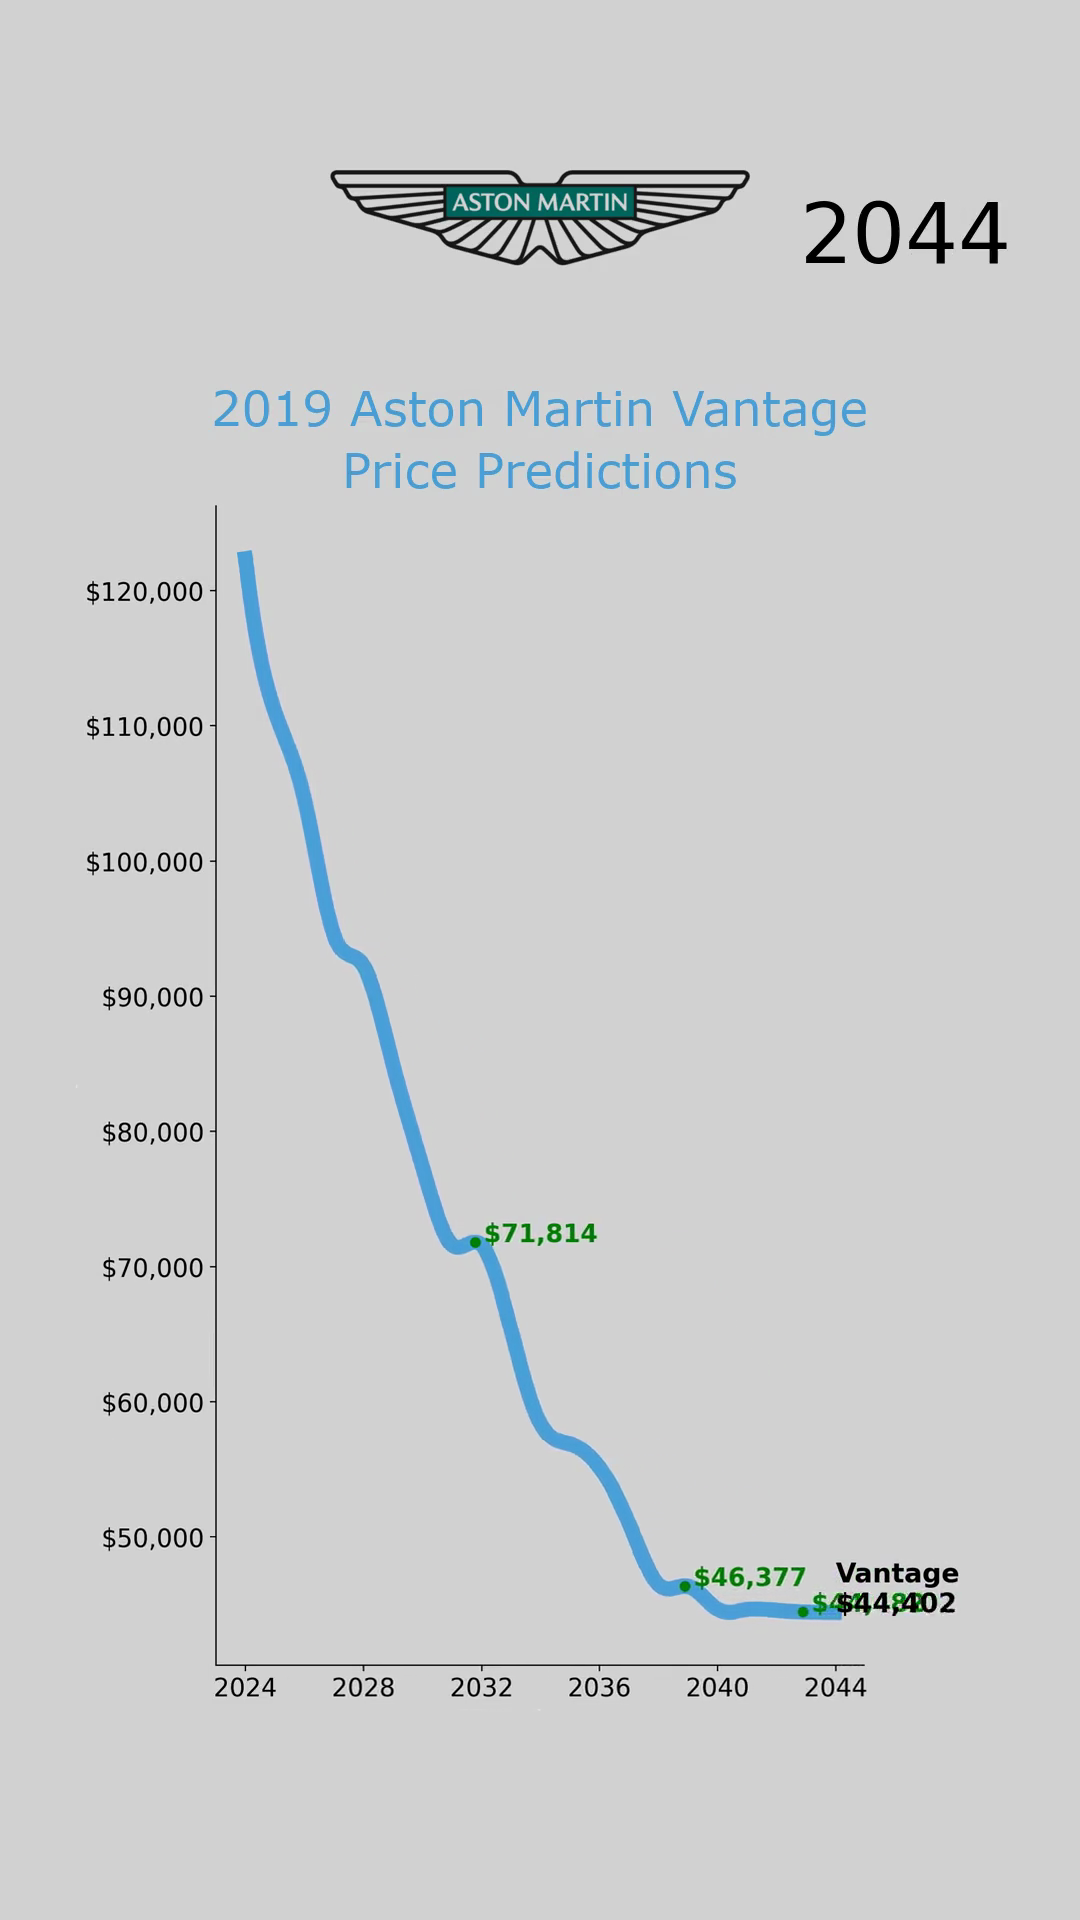 ASTON MARTIN
2044
2019 Aston Martin Vantage
Price Predictions
$120,000
$110,000
$100,000
$90,000
$80,000
$71,814
$70,000
$60,000
$50,000
$46,377
Vantage
$44,402
2024 2028 2032 2036 2040 2044